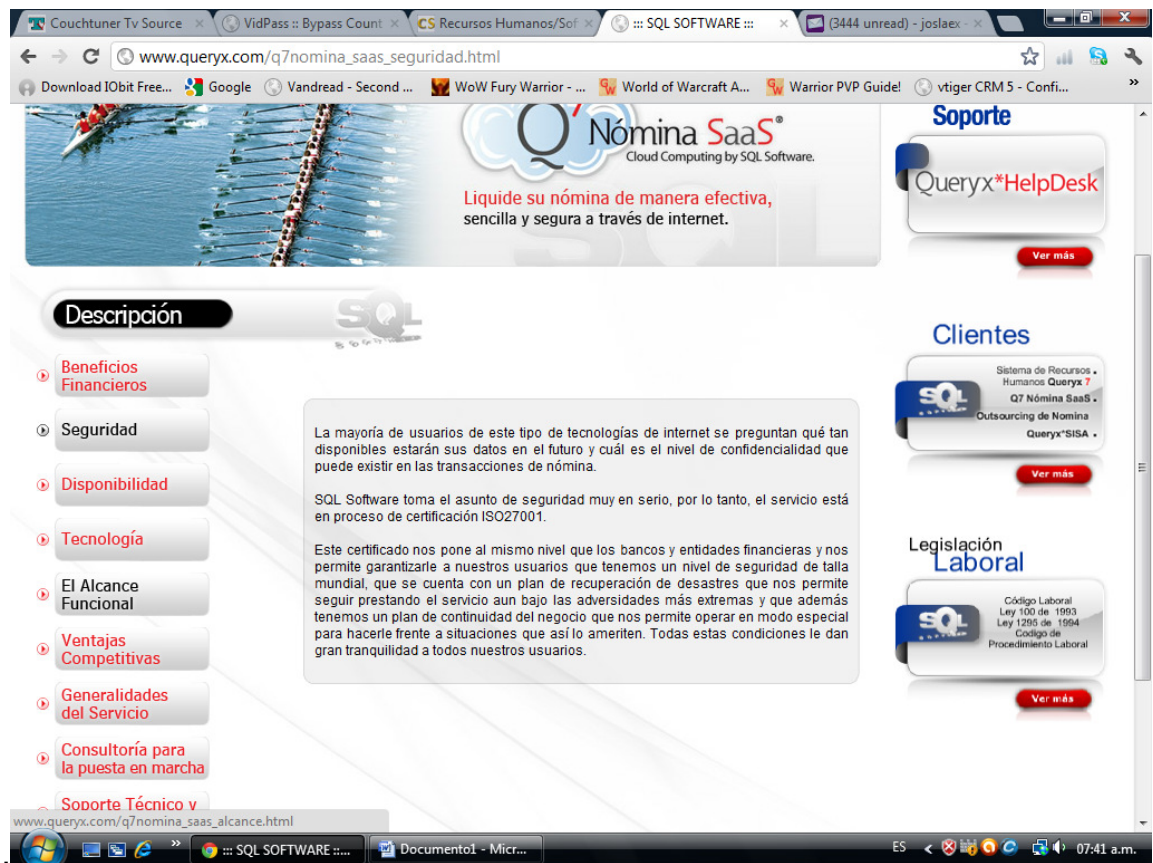 Couchtuner Tv Source
VidPass :: Bypass Count
CS Recursos Humanos/Sof
::: SQL SOFTWARE :::
(3444 unread) - joslaex -
www.queryx.com/q7nomina_saas_seguridad.html
Download IObit Free...
Google
Vandread - Second ...
WoW Fury Warrior - ...
World of Warcraft A...
Warrior PVP Guide!
vtiger CRM 5 - Confi...
»
Q7 Nómina SaaS®
Cloud Computing by SQL Software.
Liquide su nómina de manera efectiva,
sencilla y segura a través de internet.
Descripción
SQL
Beneficios
Financieros
Seguridad
Disponibilidad
Tecnología
El Alcance
Funcional
Ventajas
Competitivas
Generalidades
del Servicio
Consultoría para
la puesta en marcha
Soporte Técnico y
La mayoría de usuarios de este tipo de tecnologías de internet se preguntan qué tan
disponibles estarán sus datos en el futuro y cuál es el nivel de confidencialidad que
puede existir en las transacciones de nómina.
SQL Software toma el asunto de seguridad muy en serio, por lo tanto, el servicio está
en proceso de certificación ISO27001.
Este certificado nos pone al mismo nivel que los bancos y entidades financieras y nos
permite garantizarle a nuestros usuarios que tenemos un nivel de seguridad de talla
mundial, que se cuenta con un plan de recuperación de desastres que nos permite
seguir prestando el servicio aun bajo las adversidades más extremas y que además
tenemos un plan de continuidad del negocio que nos permite operar en modo especial
para hacerle frente a situaciones que así lo ameriten. Todas estas condiciones le dan
gran tranquilidad a todos nuestros usuarios.
Soporte
Queryx*HelpDesk
Ver más
Clientes
SQL
Sistema de Recursos
Humanos Queryx 7
Q7 Nómina SaaS
Outsourcing de Nomina
Queryx*SISA
Ver más
Legislación
Laboral
SQL
Código Laboral
Ley 100 de 1993
Ley 1295 de 1994
Codigo de
Procedimiento Laboral
Ver más
www.queryx.com/q7nomina_saas_alcance.html
»
::: SQL SOFTWARE ::...
Documento1 - Micr...
ES
07:41 a.m.